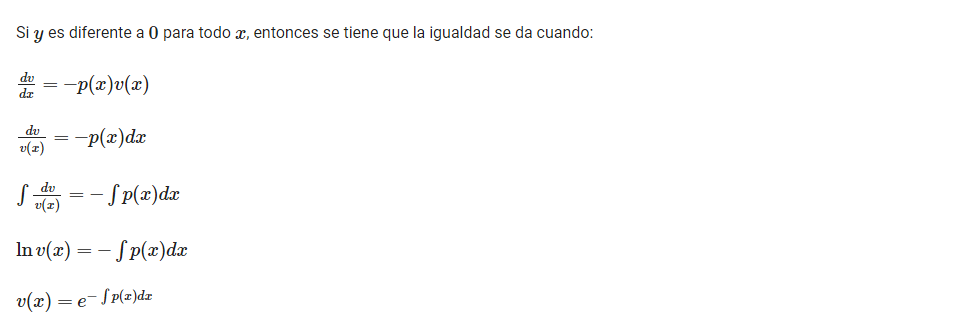 Si y es diferente a 0 para todo x, entonces se tiene que la igualdad se da cuando:
dv/dx = −p(x)v(x)
dv/v(x) = −p(x)dx
∫ dv/v(x) = − ∫ p(x)dx
ln v(x) = − ∫ p(x)dx
v(x) = e^{− ∫ p(x)dx}